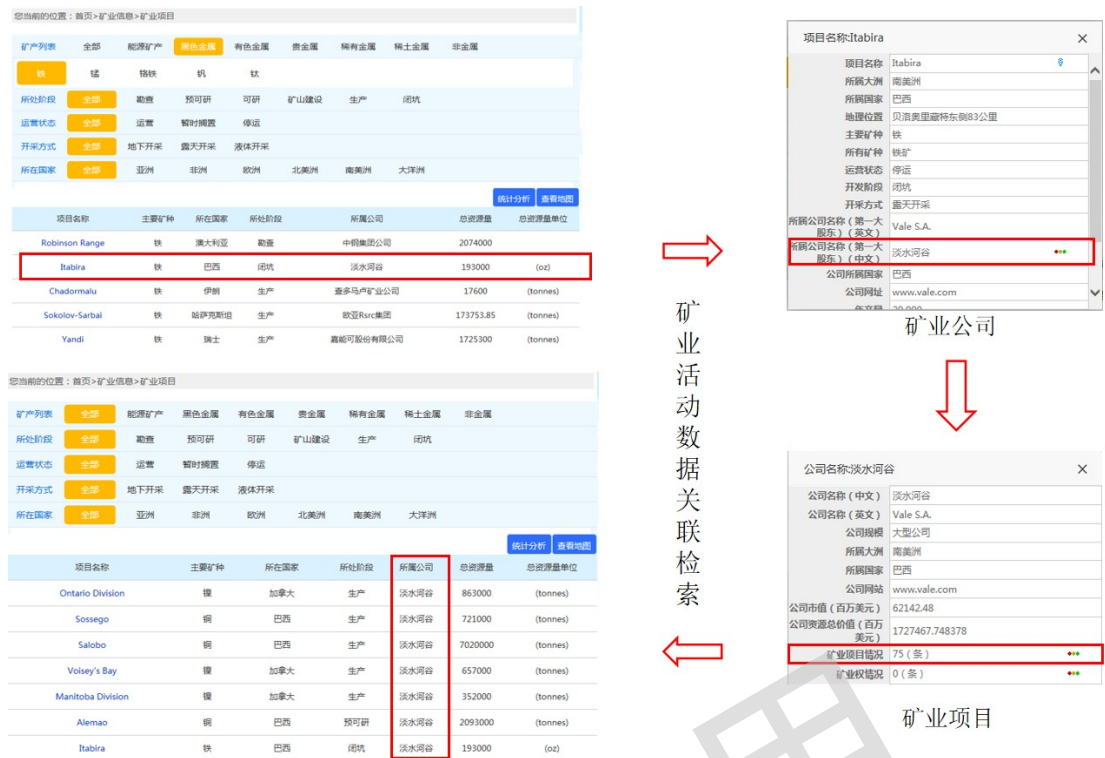 您当前的位置：首页>矿业信息>矿业项目
矿产列表 全部 能源矿产 黑色金属 有色金属 贵金属 稀有金属 稀土金属 非金属
铁 锰 铬铁 钒 钛
所处阶段 全部 勘查 预可研 可研 矿山建设 生产 闭坑
运营状态 全部 运营 暂时搁置 停运
开采方式 全部 地下开采 露天开采 液体开采
所在国家 全部 亚洲 非洲 欧洲 北美洲 南美洲 大洋洲
统计分析 查看地图
项目名称 主要矿种 所在国家 所处阶段 所属公司 总资源量 总资源量单位
Robinson Range 铁 澳大利亚 勘查 中钢集团公司 2074000
Itabira 铁 巴西 闭坑 淡水河谷 193000 (oz)
Chadormalu 铁 伊朗 生产 查多马卢矿业公司 17600 (tonnes)
Sokolov-Sarbai 铁 哈萨克斯坦 生产 欧亚Rsrc集团 173753.85 (tonnes)
Yandi 铁 瑞士 生产 嘉能可股份有限公司 1725300 (tonnes)
项目名称:Itabira ×
项目名称 Itabira
所属大洲 南美洲
所属国家 巴西
地理位置 贝洛奥里藏特东侧83公里
主要矿种 铁
所有矿种 铁矿
运营状态 停运
开发阶段 闭坑
开采方式 露天开采
所属公司名称（第一大
股东）（英文） Vale S.A.
所属公司名称（第一大
股东）（中文） 淡水河谷
公司所属国家 巴西
公司网址 www.vale.com
矿业公司
矿业活动数据关联检索
您当前的位置：首页>矿业信息>矿业项目
矿产列表 全部 能源矿产 黑色金属 有色金属 贵金属 稀有金属 稀土金属 非金属
所处阶段 全部 勘查 预可研 可研 矿山建设 生产 闭坑
运营状态 全部 运营 暂时搁置 停运
开采方式 全部 地下开采 露天开采 液体开采
所在国家 全部 亚洲 非洲 欧洲 北美洲 南美洲 大洋洲
统计分析 查看地图
项目名称 主要矿种 所在国家 所处阶段 所属公司 总资源量 总资源量单位
Ontario Division 镍 加拿大 生产 淡水河谷 863000 (tonnes)
Sossego 铜 巴西 生产 淡水河谷 721000 (tonnes)
Salobo 铜 巴西 生产 淡水河谷 7020000 (tonnes)
Voisey's Bay 镍 加拿大 生产 淡水河谷 657000 (tonnes)
Manitoba Division 镍 加拿大 生产 淡水河谷 352000 (tonnes)
Alemao 铜 巴西 预可研 淡水河谷 2093000 (tonnes)
Itabira 铁 巴西 闭坑 淡水河谷 193000 (oz)
公司名称:淡水河谷 ×
公司名称（中文） 淡水河谷
公司名称（英文） Vale S.A.
公司规模 大型公司
所属大洲 南美洲
所属国家 巴西
公司网站 www.vale.com
公司市值（百万美元） 62142.48
公司资源总价值（百万
美元） 1727467.748378
矿业项目情况 75（条）
矿业权情况 0（条）
矿业项目